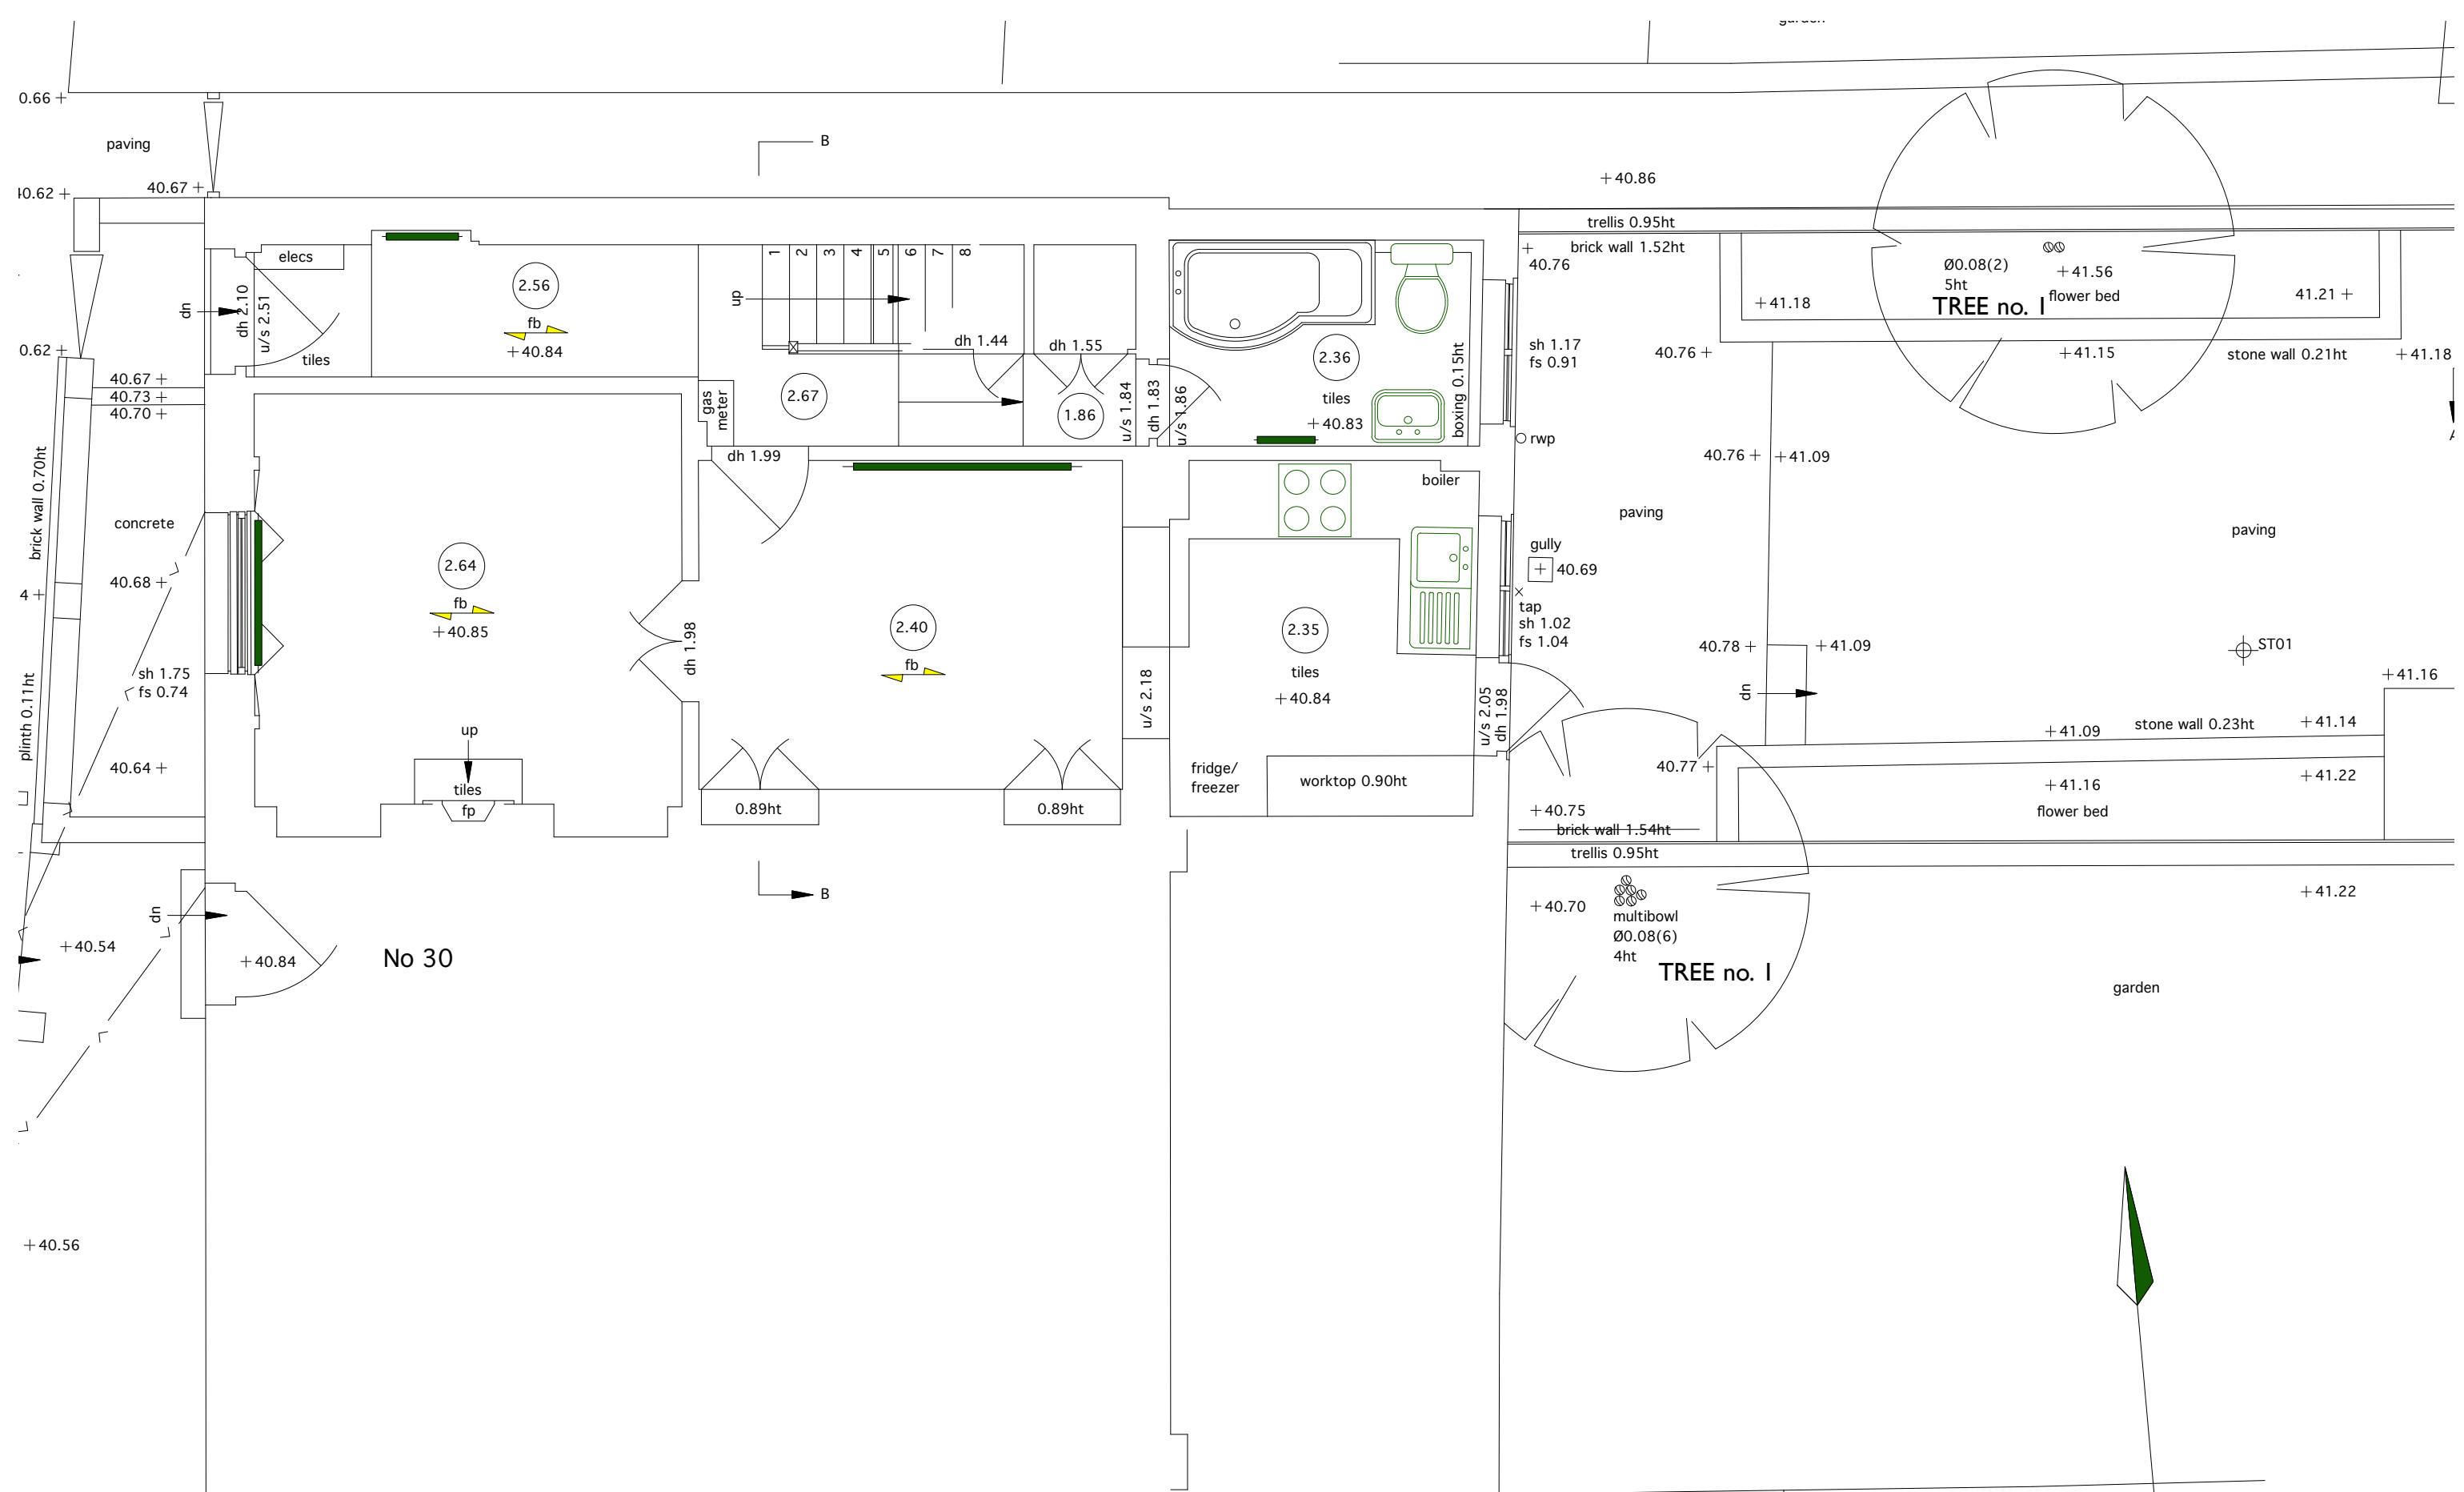 0.66
paving
40.62
40.67
B
40.86
trellis 0.95ht
brick wall 1.52ht
40.76
elecs
dn
dh 2.10
u/s 2.51
tiles
2.56
fb
40.84
up
1
2
3
4
5
6
7
8
dh 1.44
dh 1.55
2.67
gas
meter
1.86
u/s 1.84
dh 1.83
u/s 1.86
2.36
tiles
40.83
boxing 0.15ht
sh 1.17
fs 0.91
rwp
Ø0.08(2)
5ht
TREE no. 1
41.56
flower bed
41.18
41.21
40.76
41.15
stone wall 0.21ht
41.18
0.62
40.67
40.73
40.70
brick wall 0.70ht
concrete
40.68
4
sh 1.75
fs 0.74
plinth 0.11ht
40.64
dh 1.99
2.64
fb
40.85
dh 1.98
2.40
fb
up
tiles
fp
0.89ht
0.89ht
u/s 2.18
boiler
2.35
tiles
40.84
fridge/
freezer
worktop 0.90ht
u/s 2.05
dh 1.98
gully
40.69
tap
sh 1.02
fs 1.04
40.76
41.09
paving
paving
40.78
41.09
dn
ST01
41.16
41.14
stone wall 0.23ht
41.09
40.77
41.22
41.16
flower bed
40.75
brick wall 1.54ht
trellis 0.95ht
B
dn
40.54
40.84
No 30
40.70
multibowl
Ø0.08(6)
4ht
TREE no. 1
41.22
garden
40.56